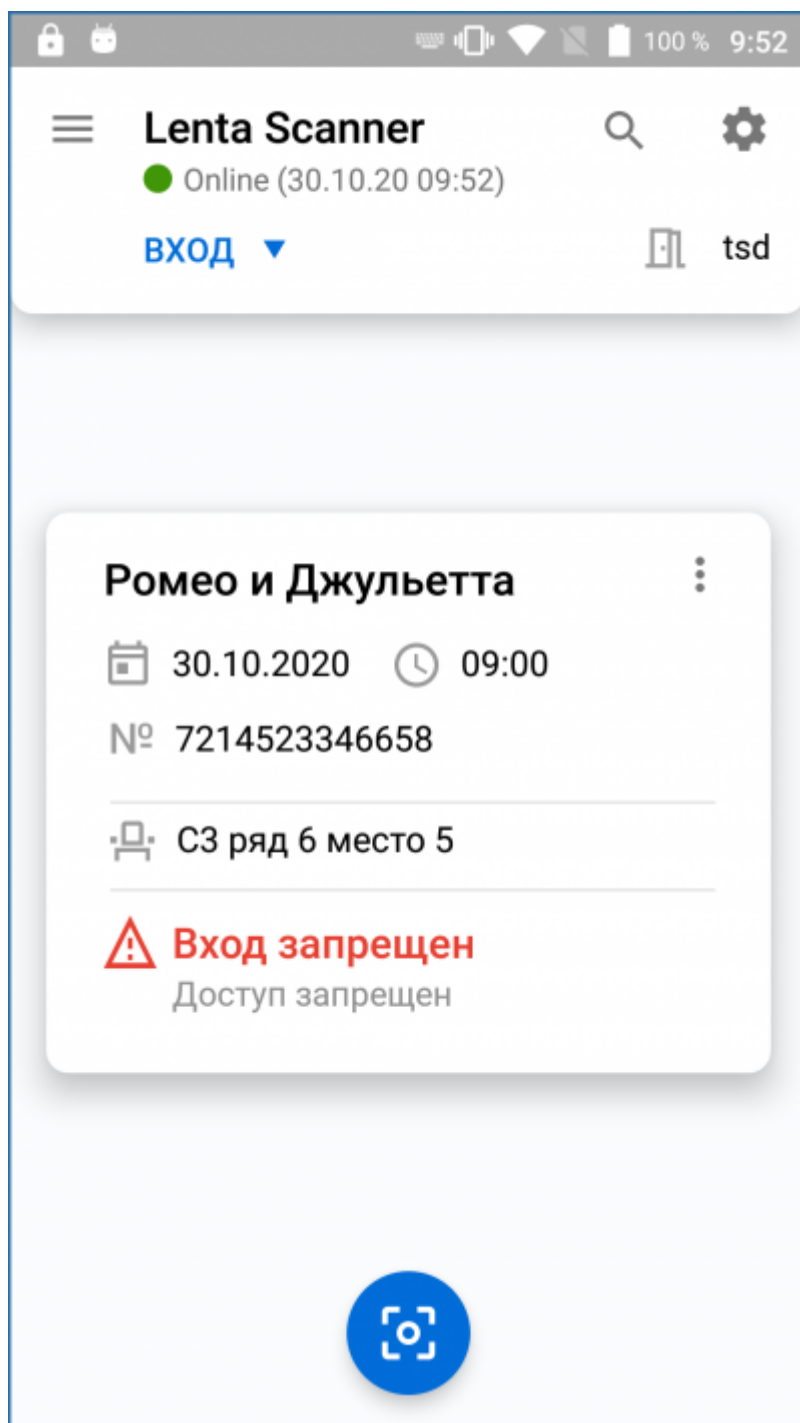 100 % 9:52
Lenta Scanner
Online (30.10.20 09:52)
ВХОД tsd
Ромео и Джульетта
30.10.2020 09:00
№ 7214523346658
С3 ряд 6 место 5
Вход запрещен
Доступ запрещен